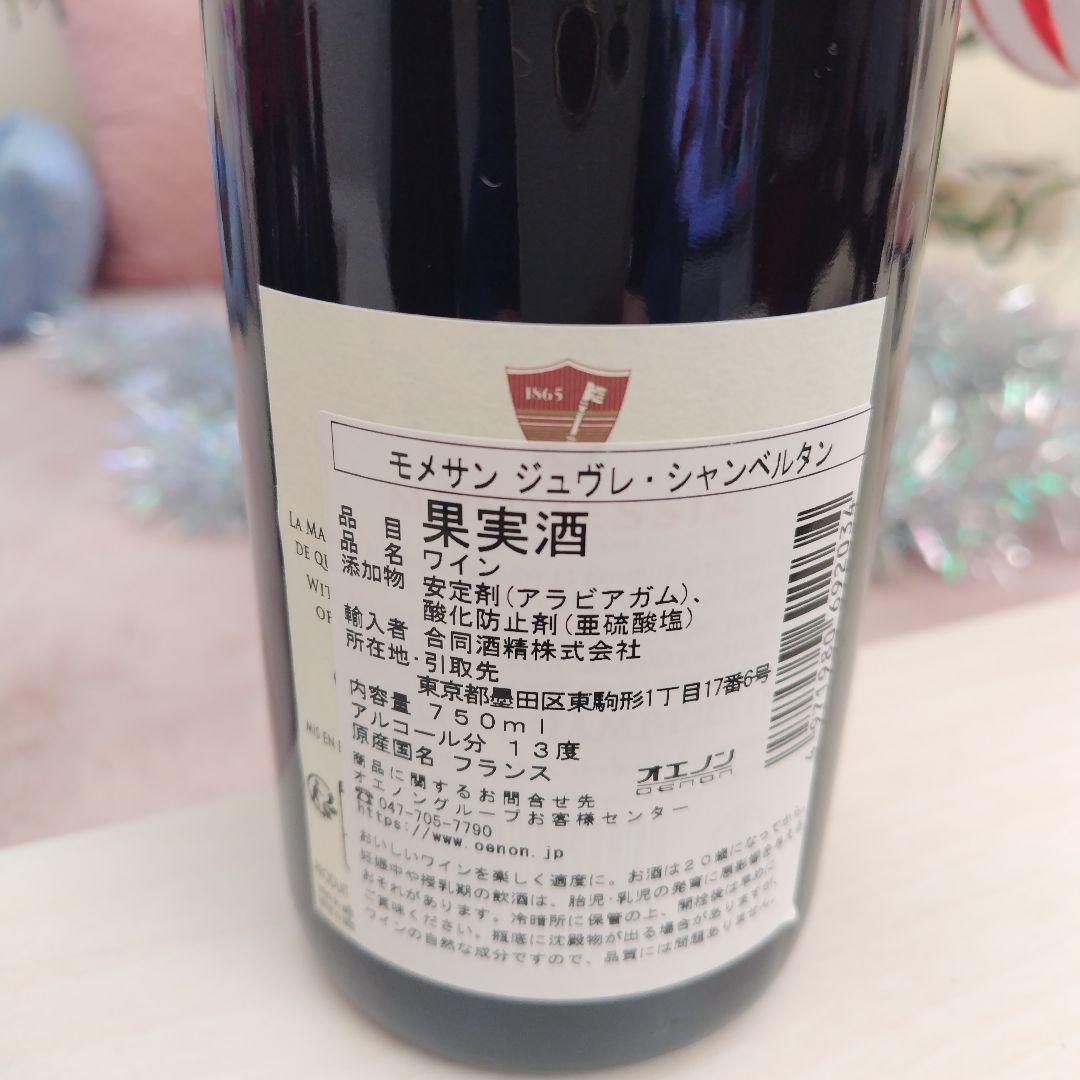 1865
モメサン ジュヴレ・シャンベルタン
品目 果実酒
品名 ワイン
添加物 安定剤(アラビアガム)、
酸化防止剤(亜硫酸塩)
輸入者 合同酒精株式会社
所在地・引取先
東京都墨田区東駒形1丁目17番6号
内容量 750ml
アルコール分 13度
原産国名 フランス
商品に関するお問合せ先
オエノングループお客様センター
☎047-705-7790
https://www.oenon.jp
オエノン
oenon
おいしいワインを楽しく適度に。お酒は20歳になってから。
妊娠中や授乳期の飲酒は、胎児・乳児の発育に悪影響を与える
おそれがあります。冷暗所に保管の上、開栓後は早めに
ご賞味ください。瓶底に沈殿物が出る場合がありますが、
ワインの自然な成分ですので、品質には問題ありません。
LA MA
DE QU
WIT
MIS EN